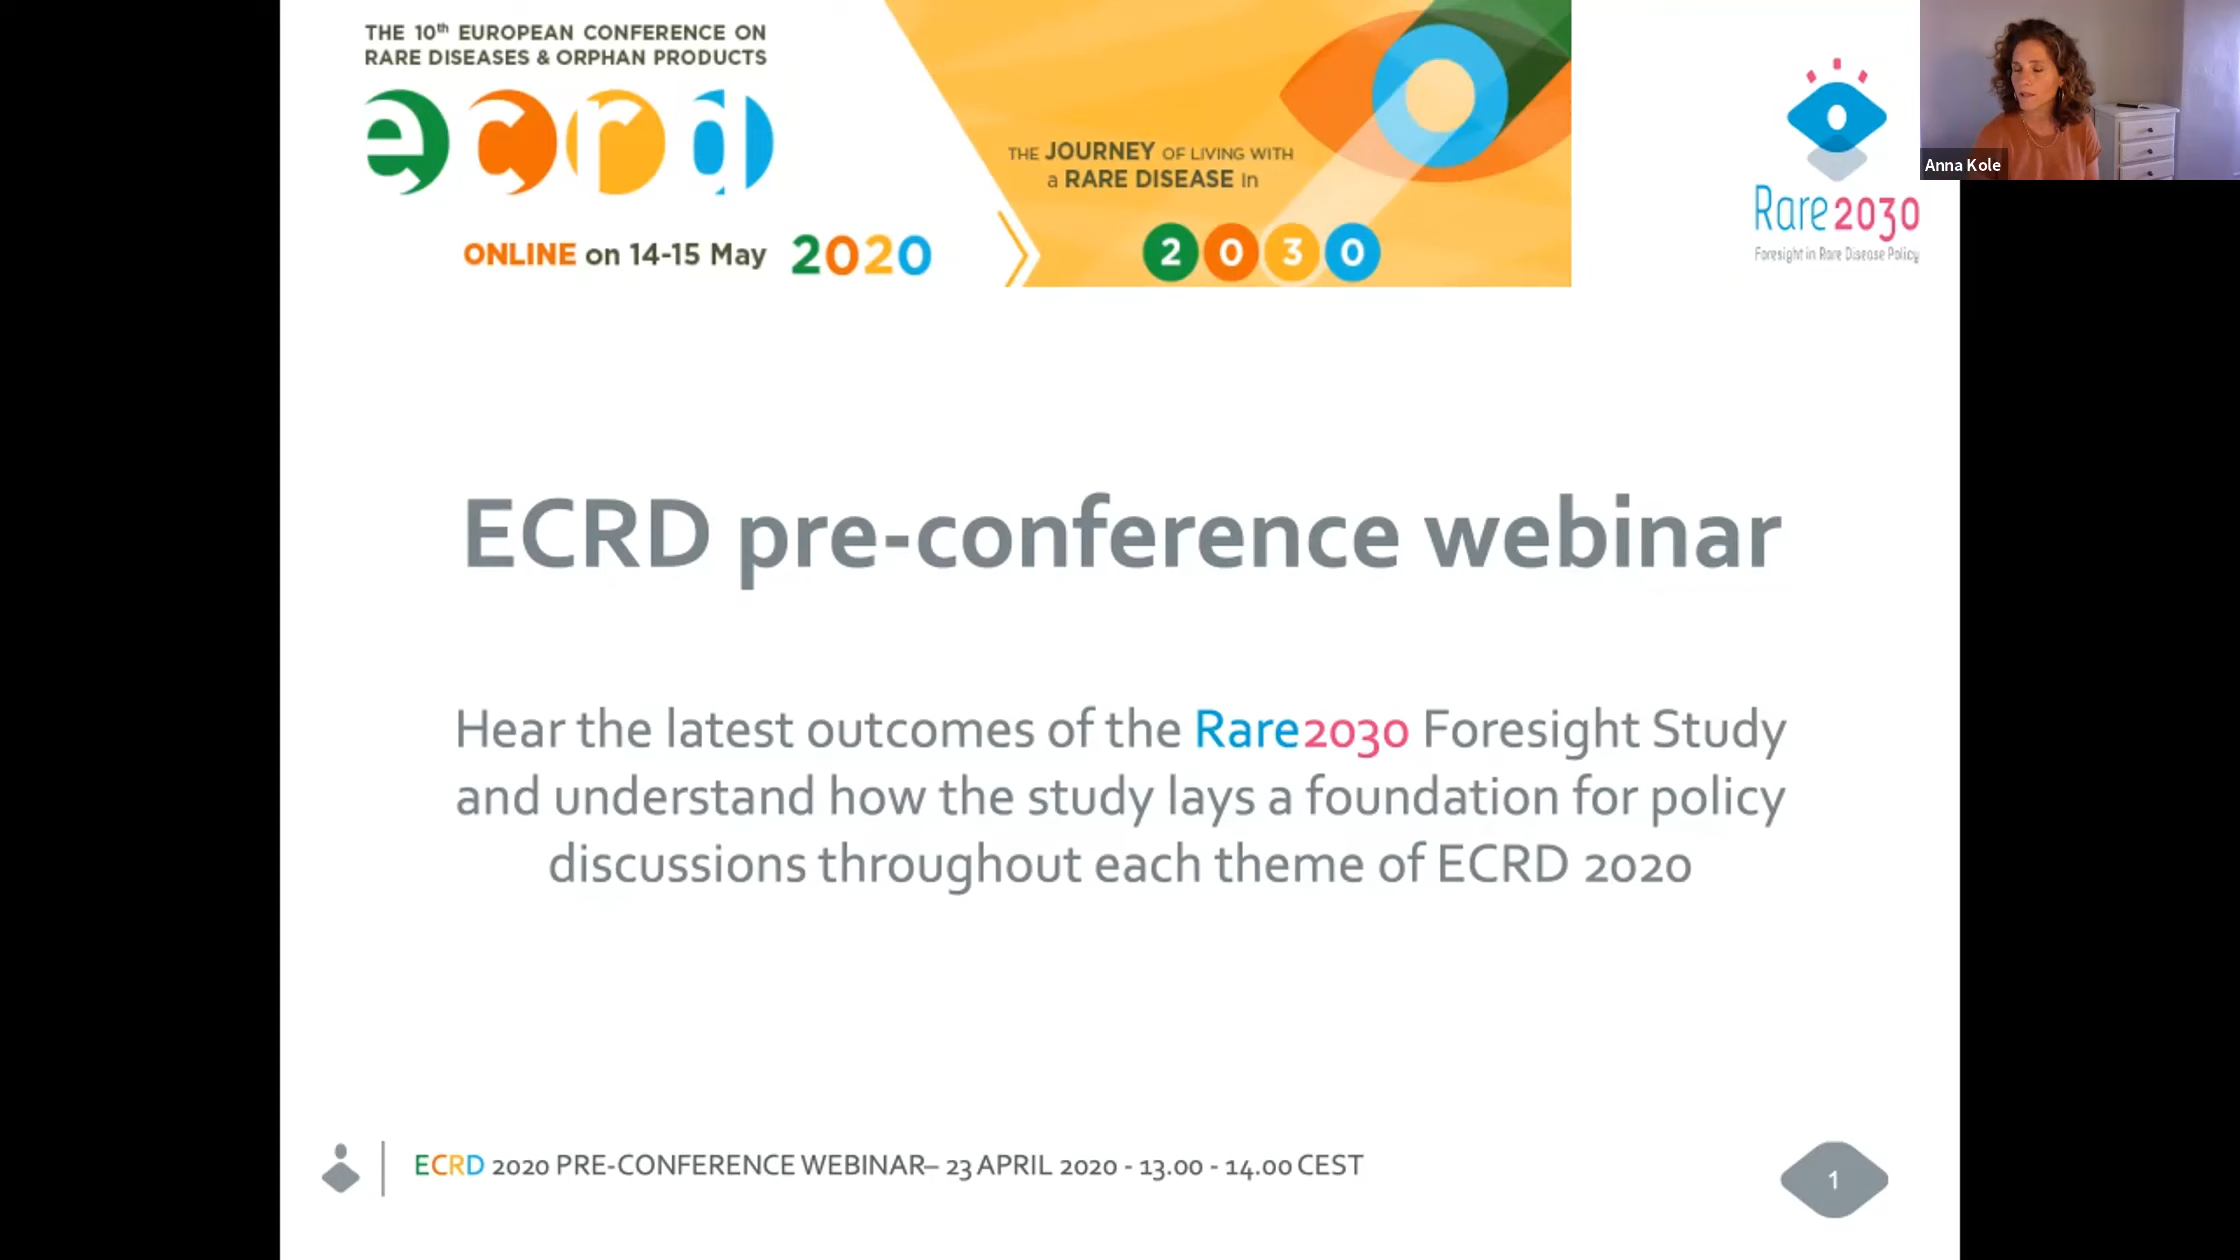 THE 10th EUROPEAN CONFERENCE ON
RARE DISEASES & ORPHAN PRODUCTS
ecrd
ONLINE on 14-15 May 2020
THE JOURNEY OF LIVING WITH
a RARE DISEASE In
2030
Rare2030
Foresight in Rare Disease Policy
Anna Kole
ECRD pre-conference webinar
Hear the latest outcomes of the Rare2030 Foresight Study
and understand how the study lays a foundation for policy
discussions throughout each theme of ECRD 2020
ECRD 2020 PRE-CONFERENCE WEBINAR– 23 APRIL 2020 - 13.00 - 14.00 CEST
1